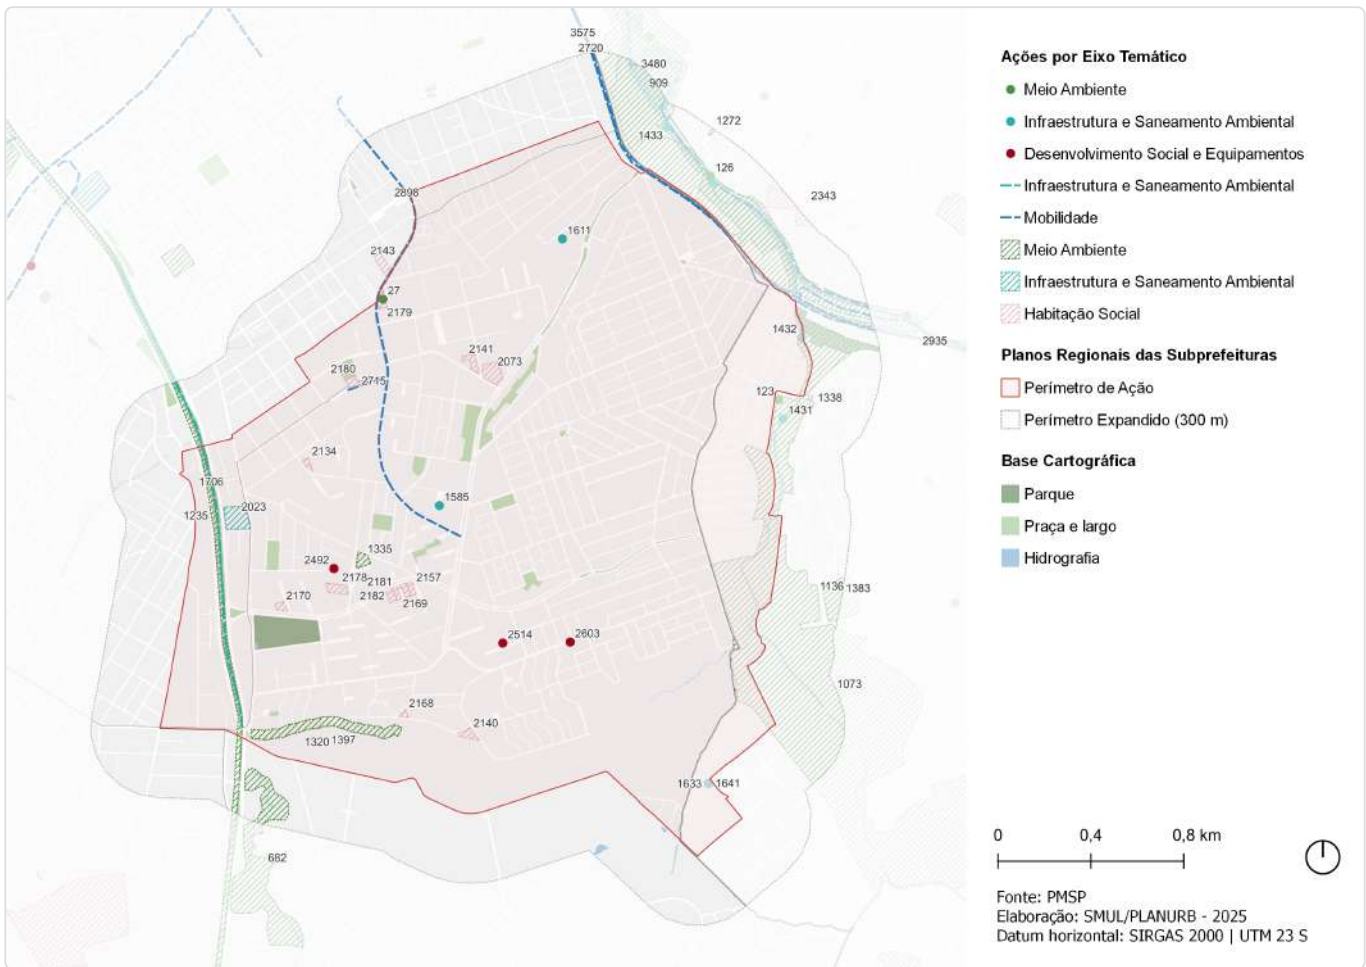 3575
2720
3480
909
1272
1433
126
2898
2343
1611
2143
27
2179
1432
2935
2141
2073
2180
2715
123
1338
1431
2134
1706
1585
1235
2023
1335
2492
2178
2181
2157
2170
2182
2169
1136 1383
2514
2603
1073
2168
2140
1320 1397
1633
1641
682
Ações por Eixo Temático
Meio Ambiente
Infraestrutura e Saneamento Ambiental
Desenvolvimento Social e Equipamentos
Infraestrutura e Saneamento Ambiental
Mobilidade
Meio Ambiente
Infraestrutura e Saneamento Ambiental
Habitação Social
Planos Regionais das Subprefeituras
Perímetro de Ação
Perímetro Expandido (300 m)
Base Cartográfica
Parque
Praça e largo
Hidrografia
0 0,4 0,8 km
Fonte: PMSP
Elaboração: SMUL/PLANURB - 2025
Datum horizontal: SIRGAS 2000 | UTM 23 S